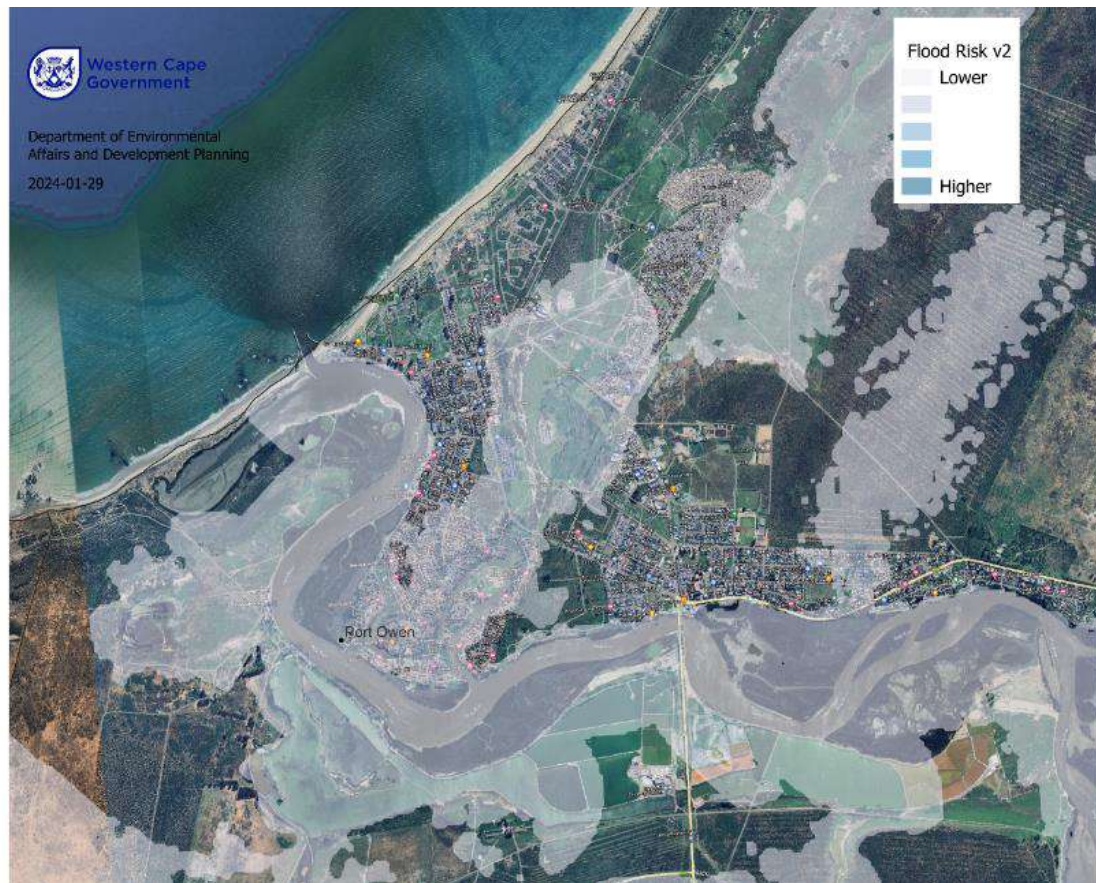 Western Cape
Government
Department of Environmental
Affairs and Development Planning
2024-01-29
Flood Risk v2
Lower
Higher
Port Owen